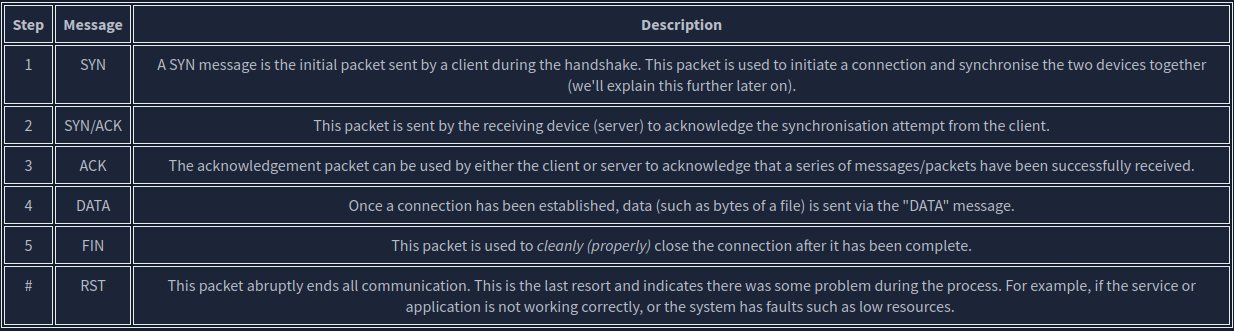 Step Message Description
1 SYN A SYN message is the initial packet sent by a client during the handshake. This packet is used to initiate a connection and synchronise the two devices together
(we'll explain this further later on).
2 SYN/ACK This packet is sent by the receiving device (server) to acknowledge the synchronisation attempt from the client.
3 ACK The acknowledgement packet can be used by either the client or server to acknowledge that a series of messages/packets have been successfully received.
4 DATA Once a connection has been established, data (such as bytes of a file) is sent via the "DATA" message.
5 FIN This packet is used to cleanly (properly) close the connection after it has been complete.
# RST This packet abruptly ends all communication. This is the last resort and indicates there was some problem during the process. For example, if the service or
application is not working correctly, or the system has faults such as low resources.